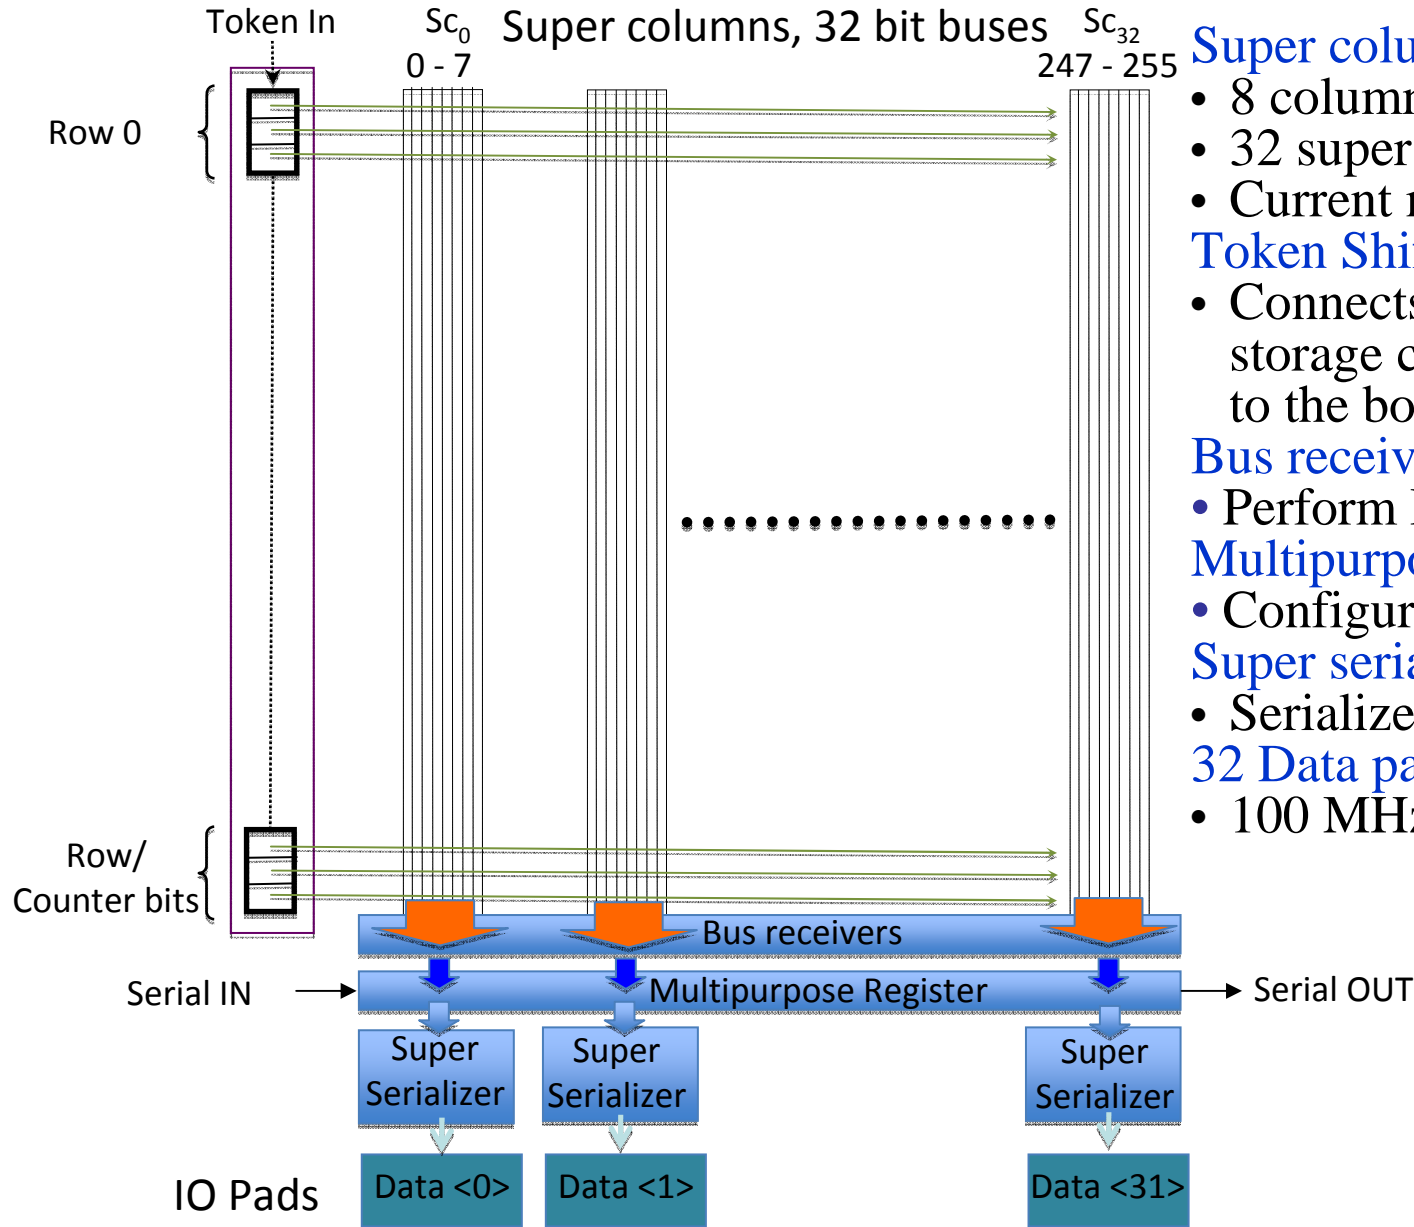 Token In
Sc0
Super columns, 32 bit buses
Sc32
0 - 7
247 - 255
Row 0
Row/
Counter bits
Bus receivers
Serial IN
Multipurpose Register
Serial OUT
Super
Serializer
Super
Serializer
Super
Serializer
IO Pads
Data <0>
Data <1>
Data <31>
Super colu
• 8 column
• 32 super
• Current
Token Shi
• Connects
storage c
to the bo
Bus receiv
• Perform
Multipurpo
• Configur
Super seria
• Serialize
32 Data pa
• 100 MHz